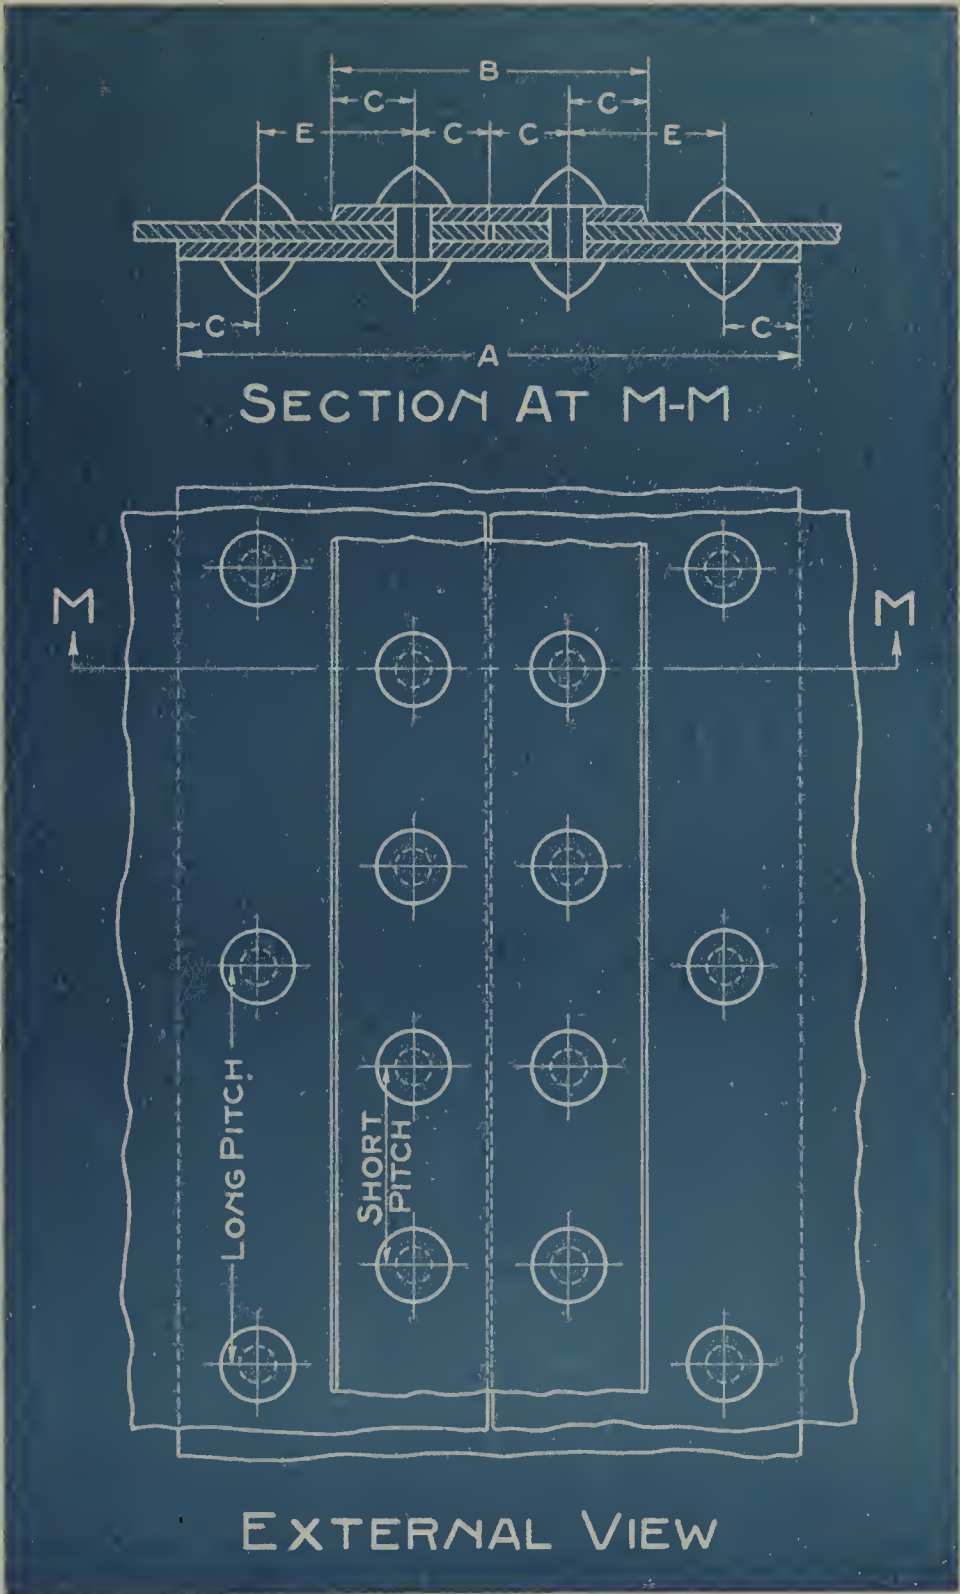 B
C C
E C C E
C C
A
SECTION AT M-M
M M
LONG PITCH
SHORT
PITCH
EXTERNAL VIEW